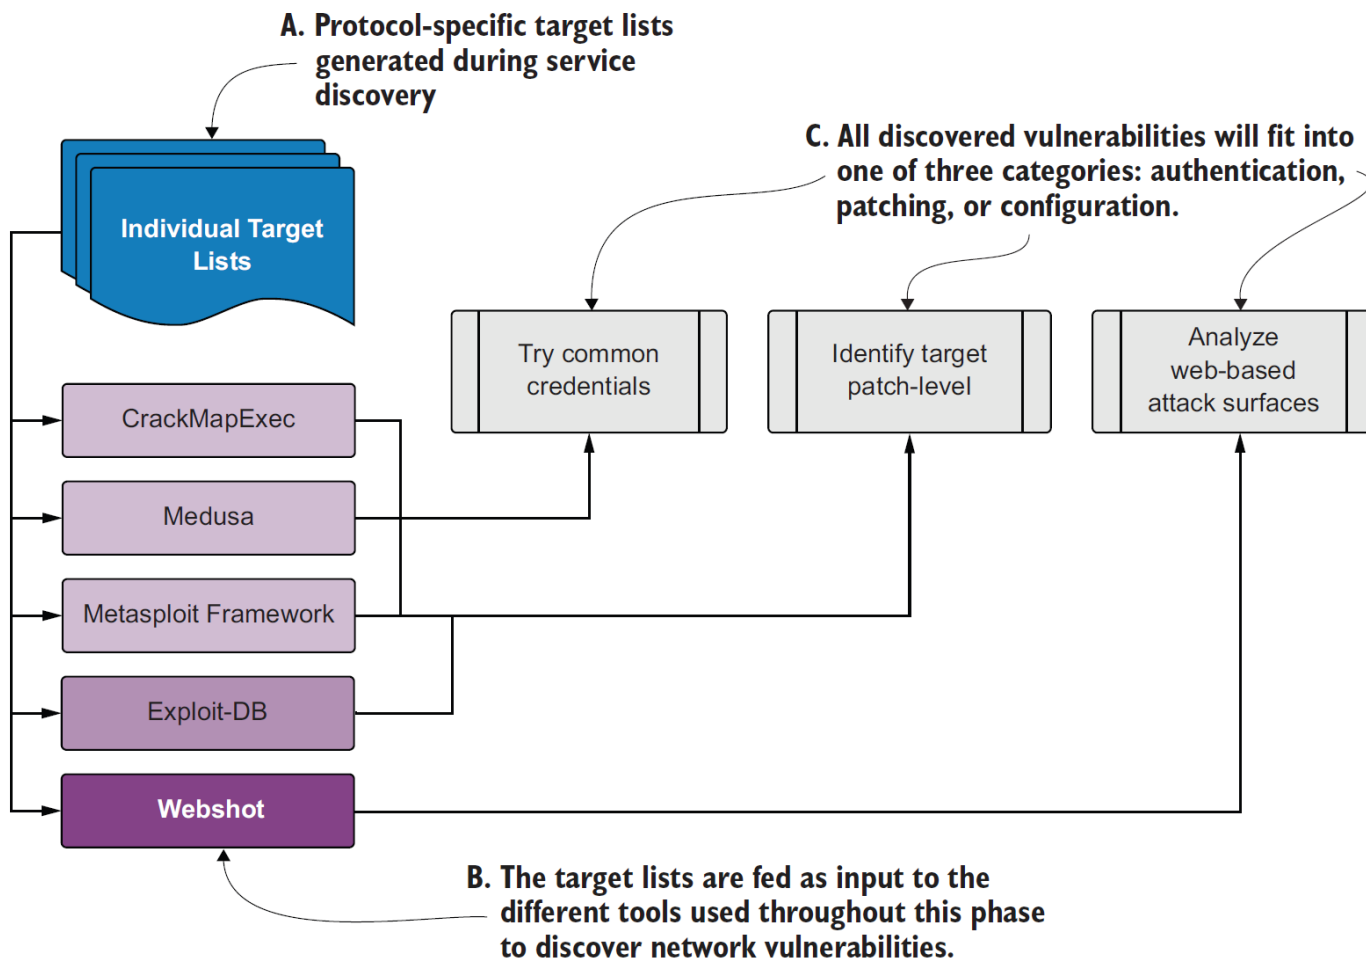 A. Protocol-specific target lists
generated during service
discovery
C. All discovered vulnerabilities will fit into
one of three categories: authentication,
patching, or configuration.
Individual Target
Lists
Try common
credentials
Identify target
patch-level
Analyze
web-based
attack surfaces
CrackMapExec
Medusa
Metasploit Framework
Exploit-DB
Webshot
B. The target lists are fed as input to the
different tools used throughout this phase
to discover network vulnerabilities.